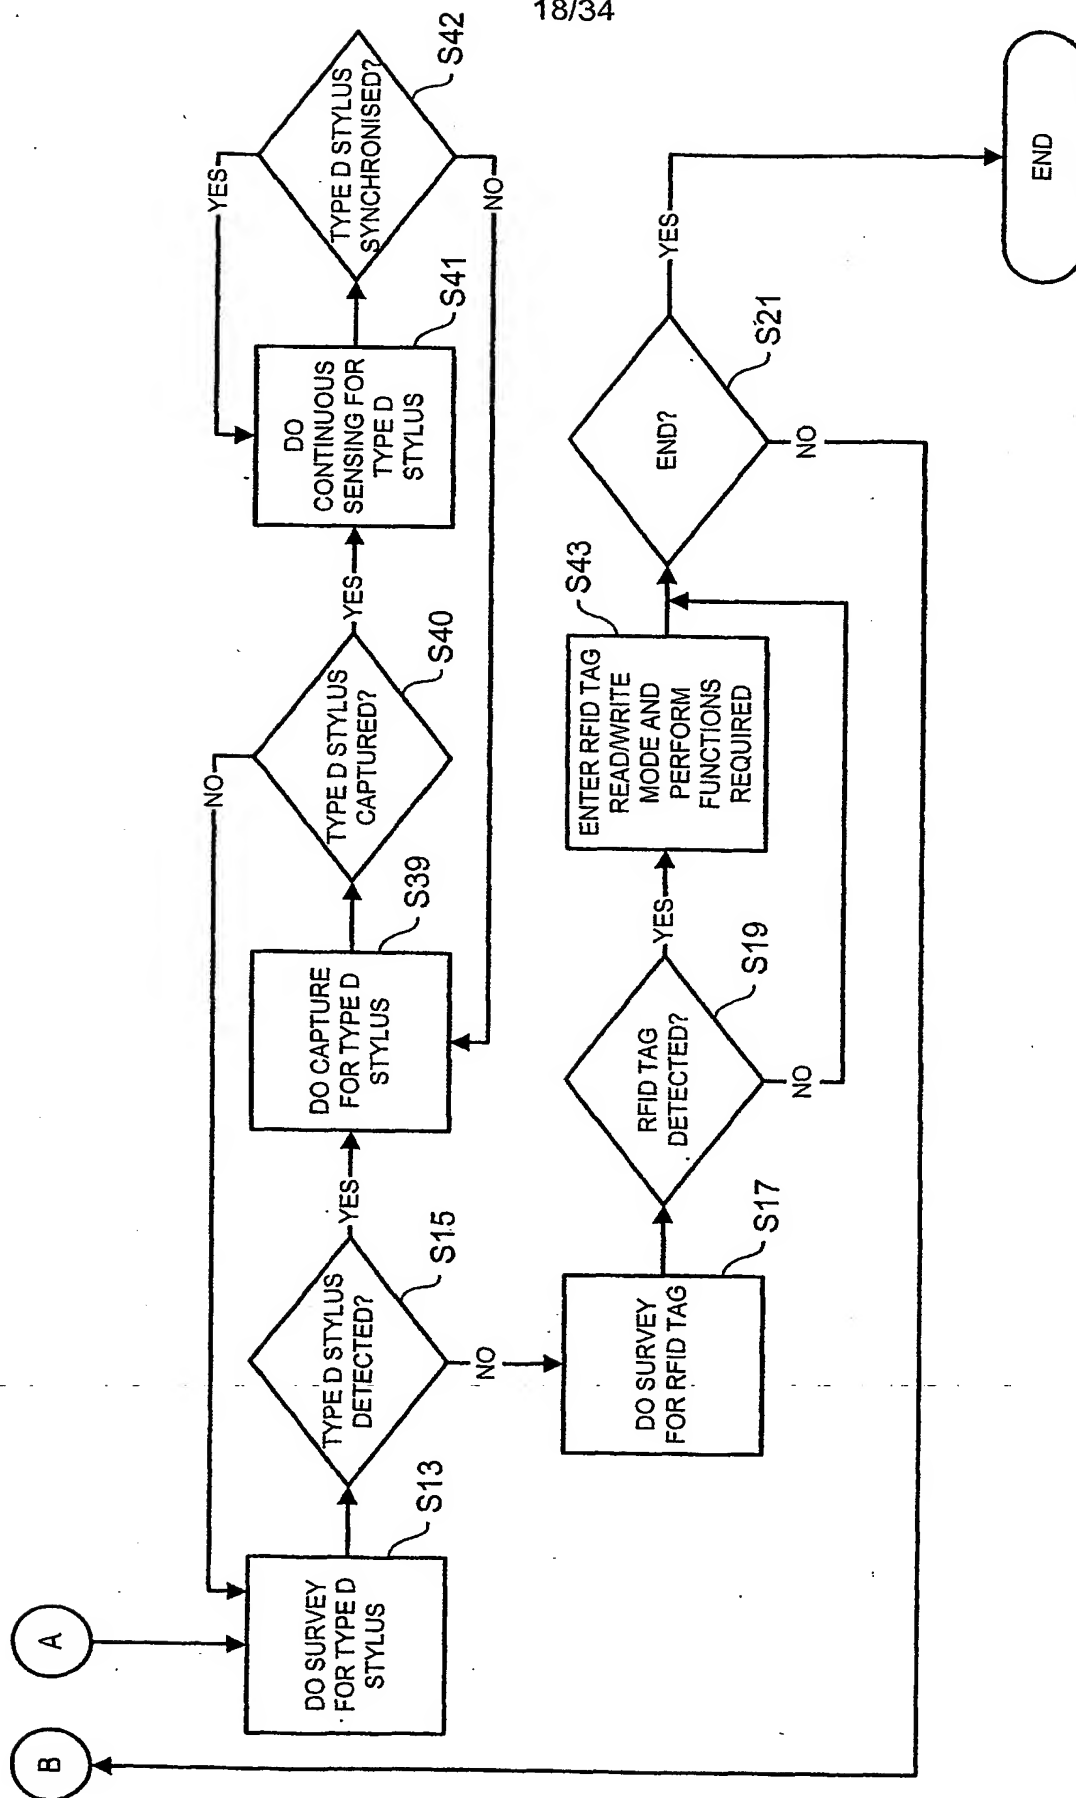 18/34
A
B
DO SURVEY
FOR TYPE D
STYLUS
S13
TYPE D STYLUS
DETECTED?
S15
YES
NO
DO CAPTURE
FOR TYPE D
STYLUS
S39
TYPE D STYLUS
CAPTURED?
S40
NO
YES
DO
CONTINUOUS
SENSING FOR
TYPE D
STYLUS
S41
TYPE D STYLUS
SYNCHRONISED?
S42
YES
NO
DO SURVEY
FOR RFID TAG
S17
RFID TAG
DETECTED?
S19
YES
NO
ENTER RFID TAG
READ/WRITE
MODE AND
PERFORM
FUNCTIONS
REQUIRED
S43
END?
S21
YES
NO
END